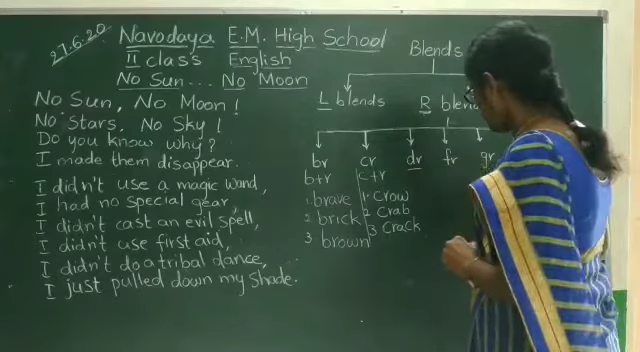 27.6.20
Navodaya E.M. High School
II class English
No Sun... No Moon
No Sun, No Moon!
No Stars, No Sky!
Do you know why?
I made them disappear.
I didn't use a magic wand,
I had no special gear,
I didn't cast an evil spell,
I didn't use first aid,
I didn't do a tribal dance,
I just pulled down my Shade.
Blends
L blends R blen
br cr dr fr gr
b+r c+r
1. brave 1. Crow
2 brick 2 Crab
3 brown 3 Crack